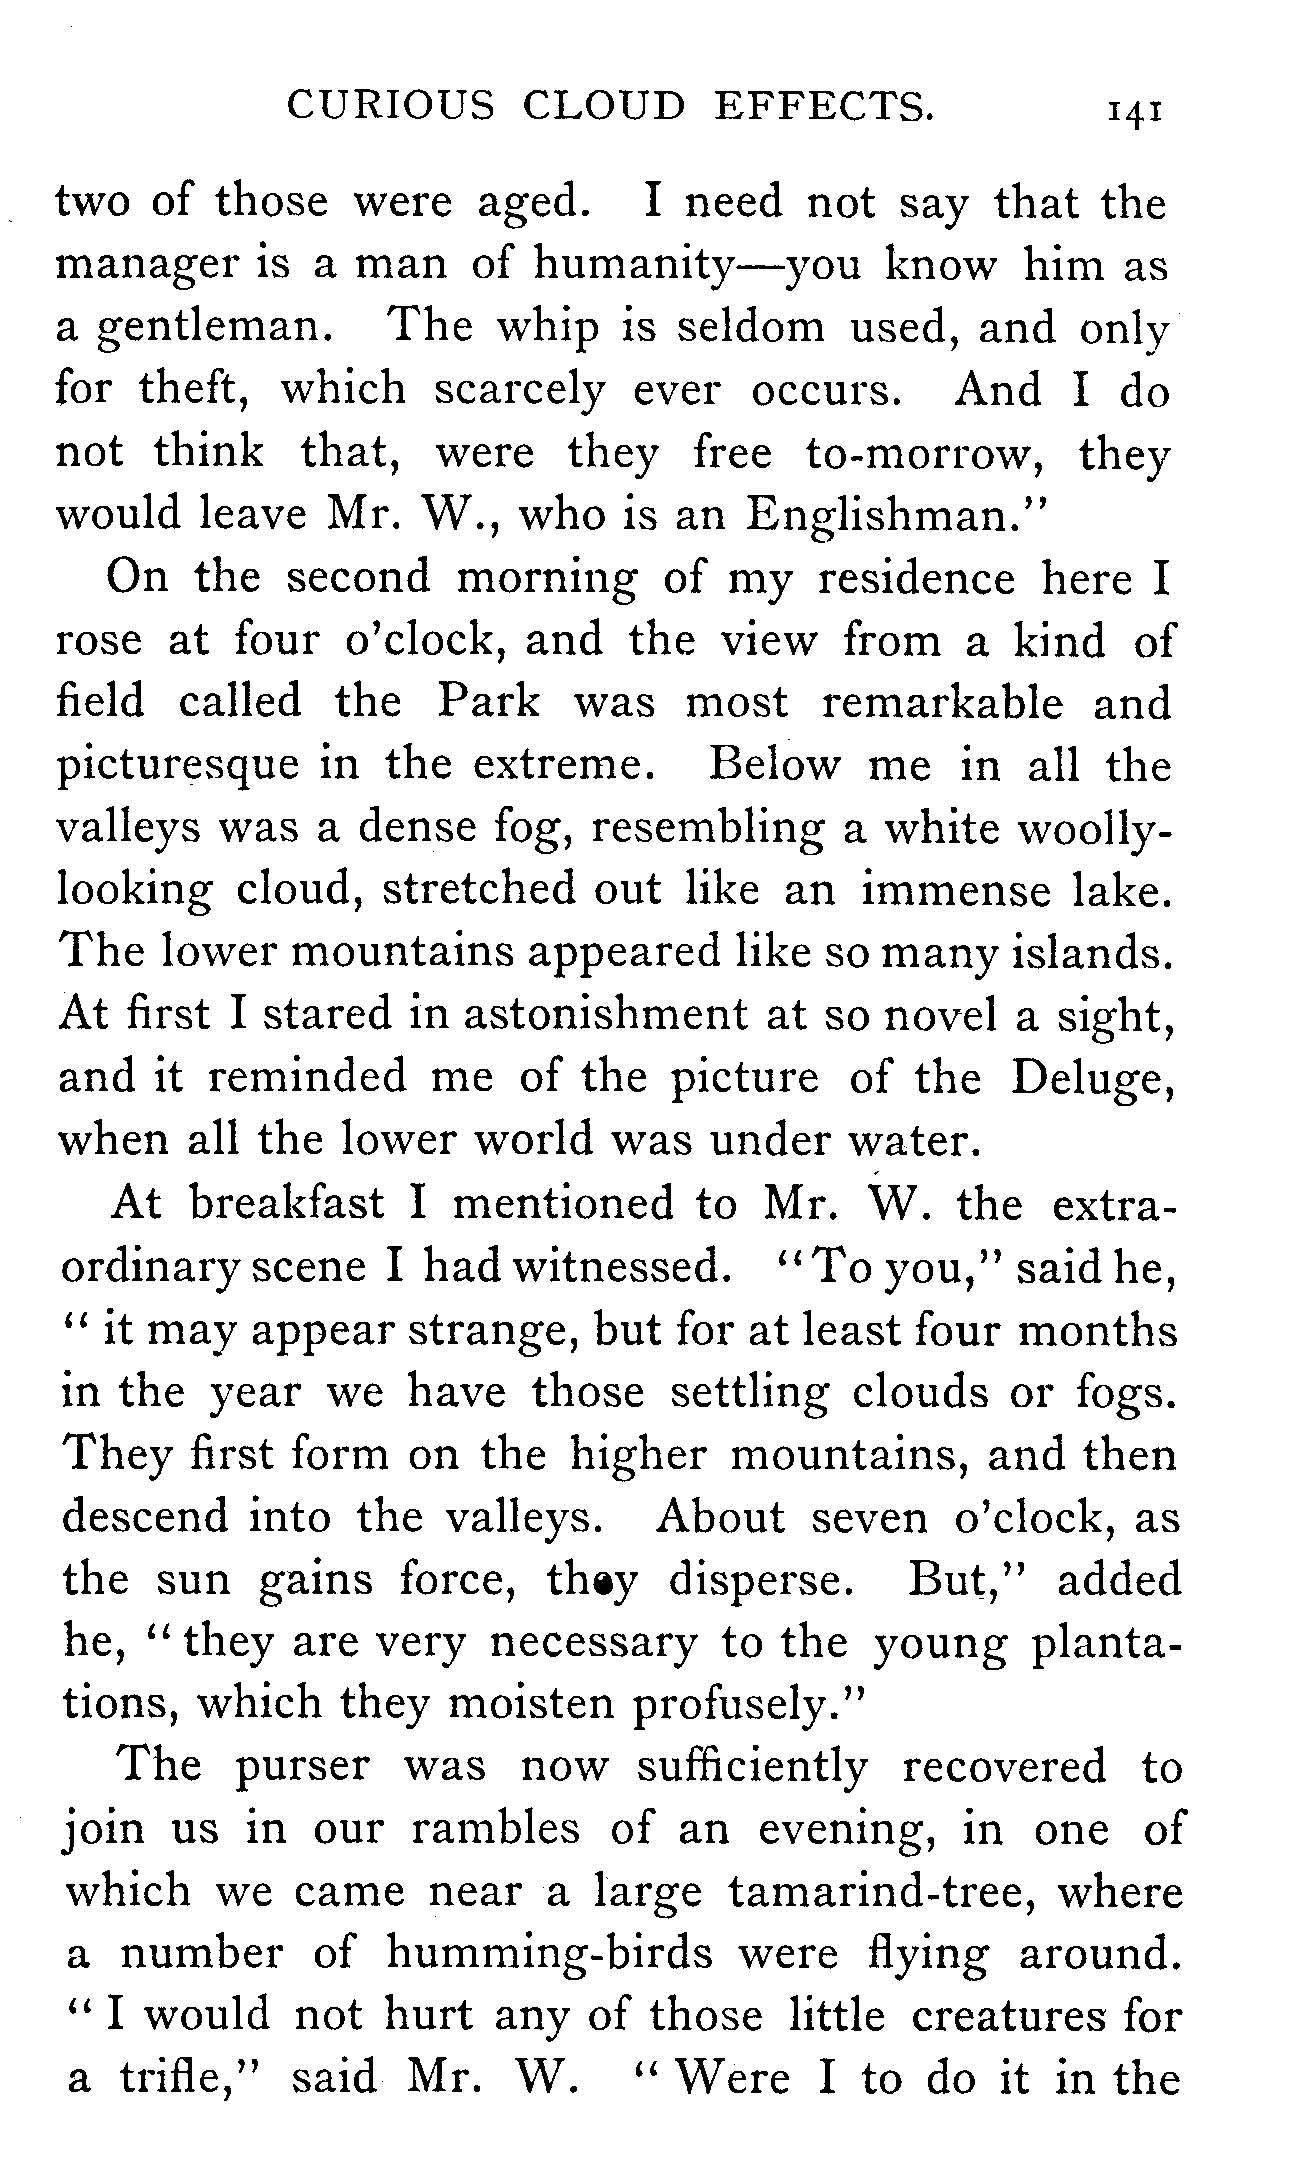 CURIOUS CLOUD EFFECTS. 141
two of those were aged. I need not say that the
manager is a man of humanity—you know him as
a gentleman. The whip is seldom used, and only
for theft, which scarcely ever occurs. And I do
not think that, were they free to-morrow, they
would leave Mr. W., who is an Englishman."
On the second morning of my residence here I
rose at four o'clock, and the view from a kind of
field called the Park was most remarkable and
picturesque in the extreme. Below me in all the
valleys was a dense fog, resembling a white woolly-
looking cloud, stretched out like an immense lake.
The lower mountains appeared like so many islands.
At first I stared in astonishment at so novel a sight,
and it reminded me of the picture of the Deluge,
when all the lower world was under water.
At breakfast I mentioned to Mr. W. the extra-
ordinary scene I had witnessed. "To you," said he,
"it may appear strange, but for at least four months
in the year we have those settling clouds or fogs.
They first form on the higher mountains, and then
descend into the valleys. About seven o'clock, as
the sun gains force, they disperse. But," added
he, "they are very necessary to the young planta-
tions, which they moisten profusely."
The purser was now sufficiently recovered to
join us in our rambles of an evening, in one of
which we came near a large tamarind-tree, where
a number of humming-birds were flying around.
"I would not hurt any of those little creatures for
a trifle," said Mr. W. "Were I to do it in the